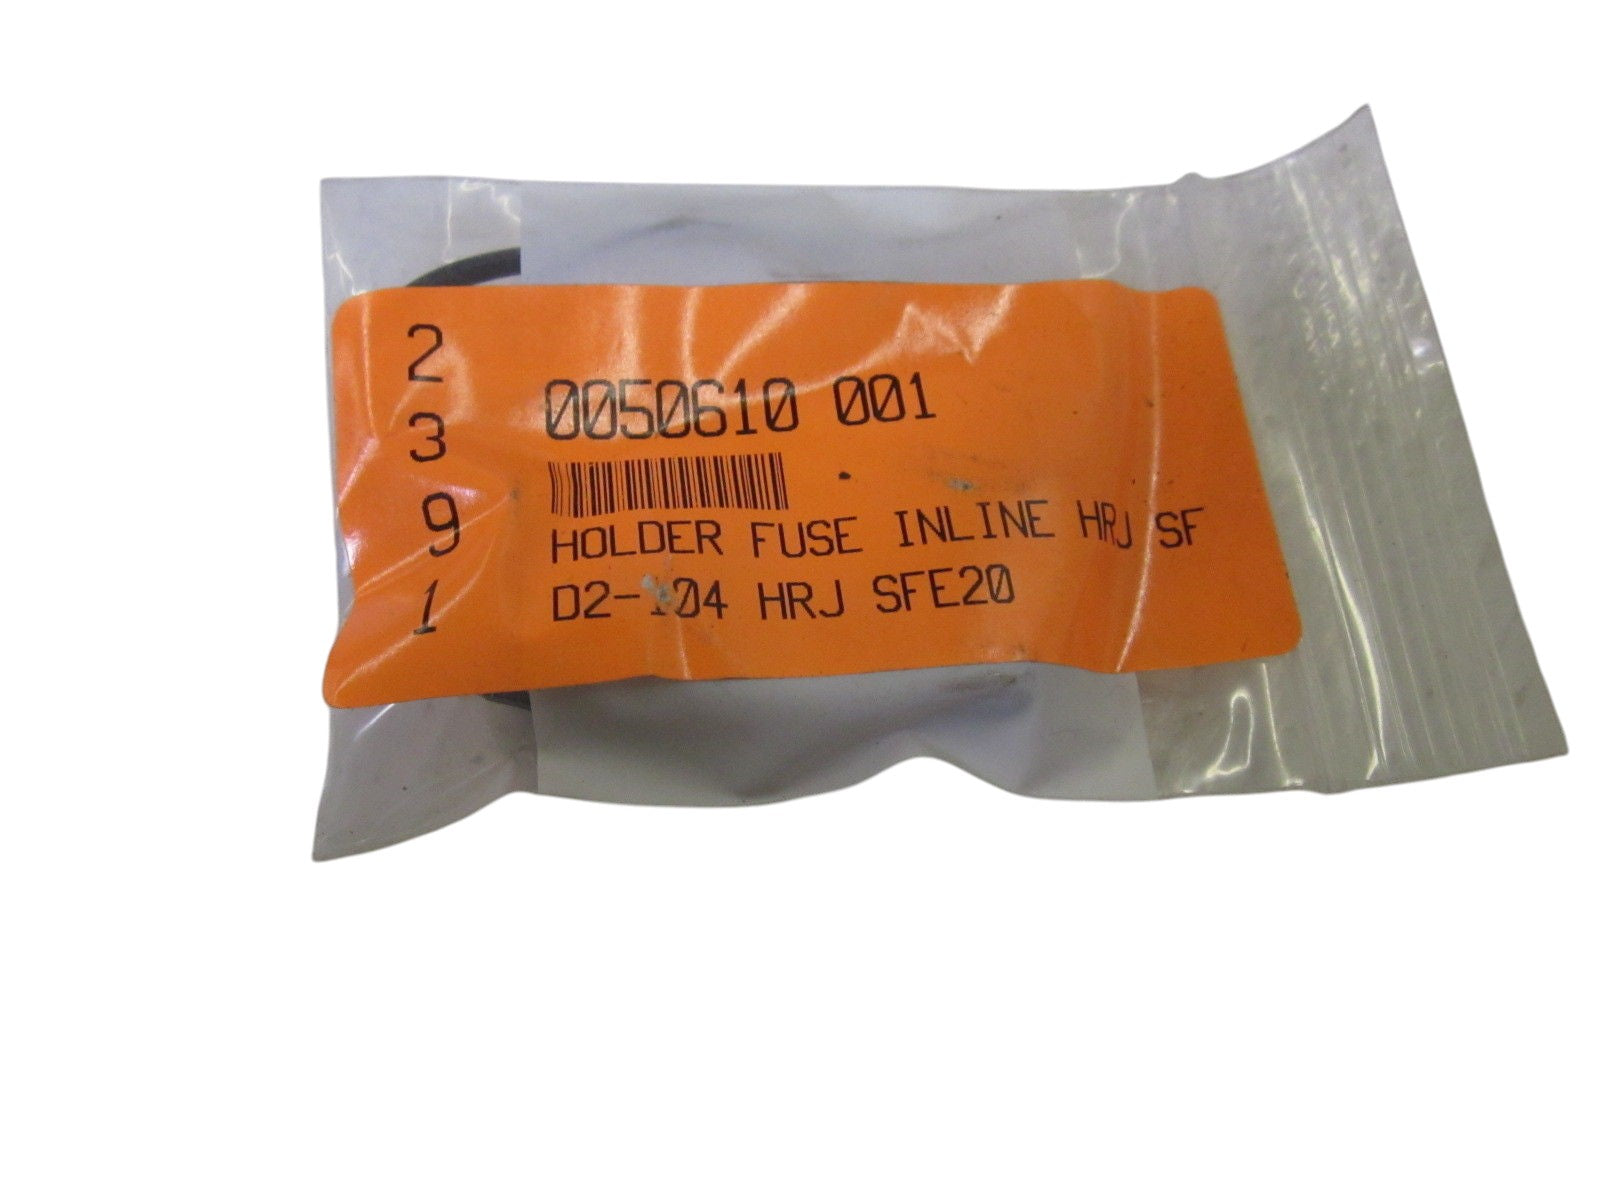 2
3
9
1
0050610 001
HOLDER FUSE INLINE HRJ SF
D2-104 HRJ SFE20